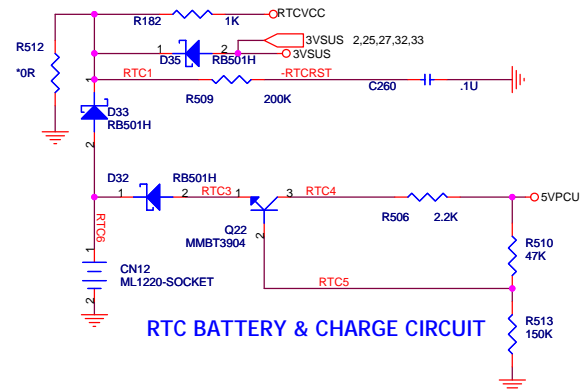 R182 1K RTCVCC
R512
1 2 3VSUS 2,25,27,32,33
D35 RB501H 3VSUS
*0R RTC1 -RTCRST C260 .1U
R509 200K
1
D33
RB501H
2
D32 RB501H
1 2 RTC3 1 3 RTC4 5VPCU
R506 2.2K
RTC6
Q22
MMBT3904
2
R510
47K
1
CN12
ML1220-SOCKET
2
RTC5
R513
150K
RTC BATTERY & CHARGE CIRCUIT